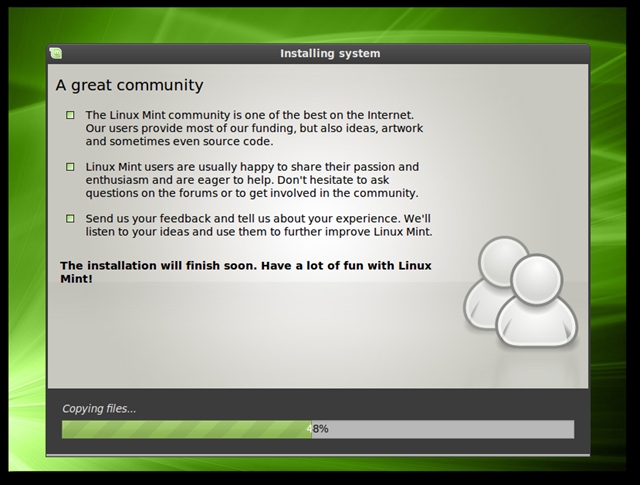 Installing system
A great community
The Linux Mint community is one of the best on the Internet.
Our users provide most of our funding, but also ideas, artwork
and sometimes even source code.
Linux Mint users are usually happy to share their passion and
enthusiasm and are eager to help. Don't hesitate to ask
questions on the forums or to get involved in the community.
Send us your feedback and tell us about your experience. We'll
listen to your ideas and use them to further improve Linux Mint.
The installation will finish soon. Have a lot of fun with Linux
Mint!
Copying files...
48%